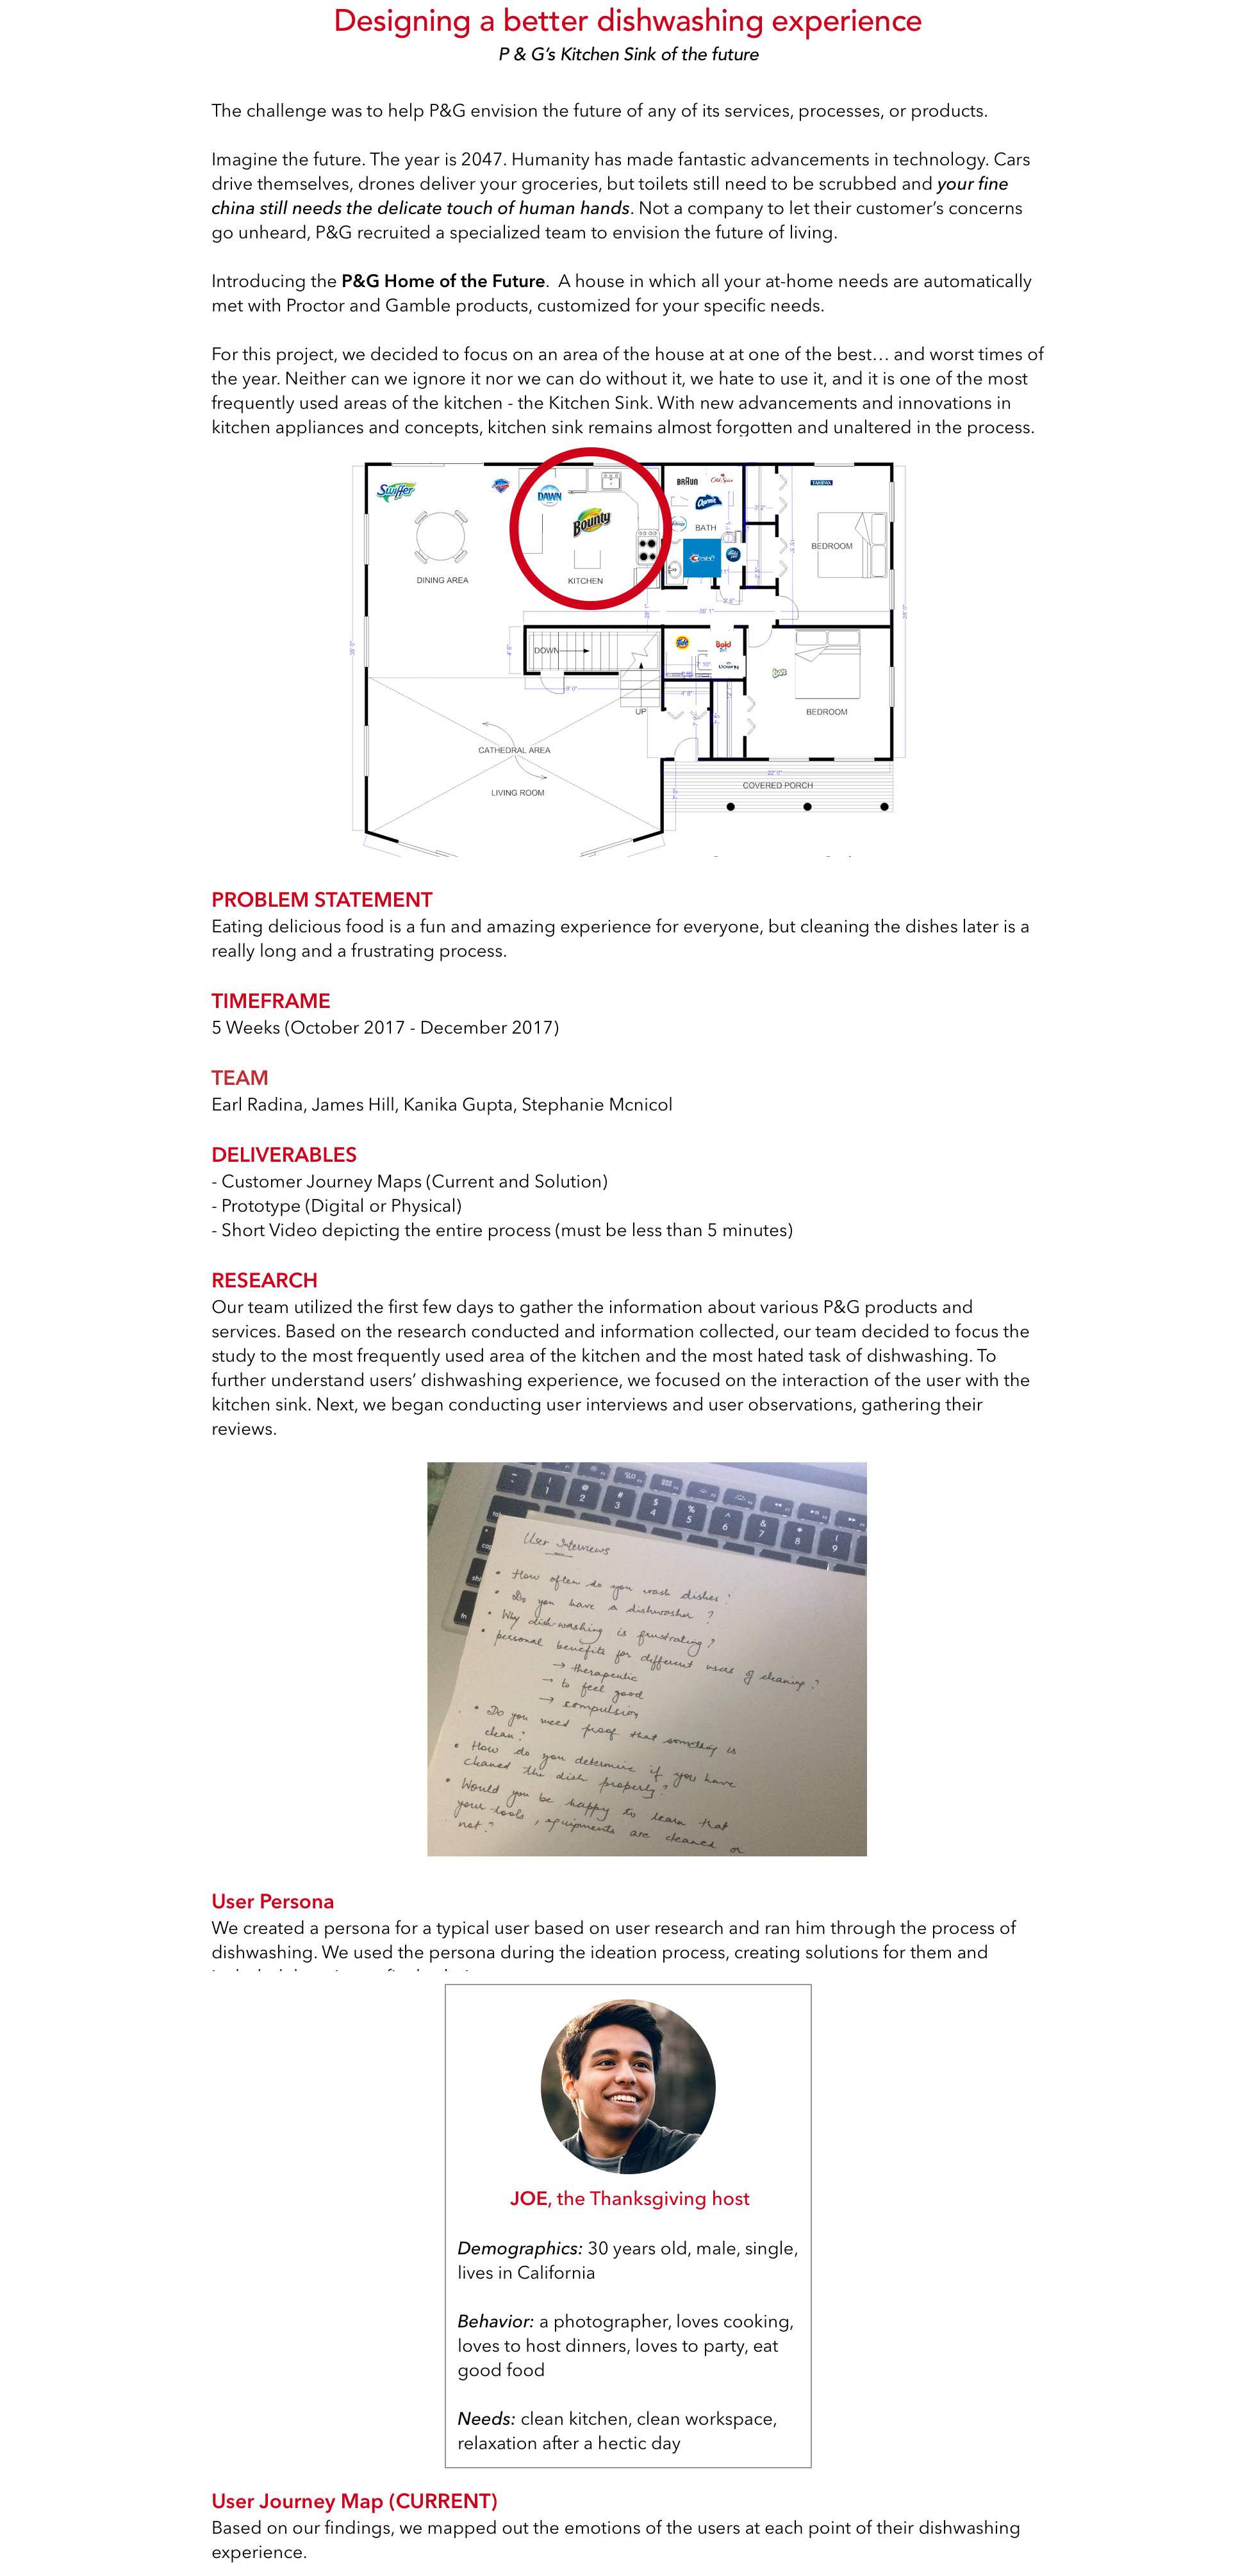 Designing a better dishwashing experience
P & G's Kitchen Sink of the future
The challenge was to help P&G envision the future of any of its services, processes, or products.
Imagine the future. The year is 2047. Humanity has made fantastic advancements in technology. Cars
drive themselves, drones deliver your groceries, but toilets still need to be scrubbed and your fine
china still needs the delicate touch of human hands. Not a company to let their customer's concerns
go unheard, P&G recruited a specialized team to envision the future of living.
Introducing the P&G Home of the Future.  A house in which all your at-home needs are automatically
met with Proctor and Gamble products, customized for your specific needs.
For this project, we decided to focus on an area of the house at at one of the best... and worst times of
the year. Neither can we ignore it nor we can do without it, we hate to use it, and it is one of the most
frequently used areas of the kitchen - the Kitchen Sink. With new advancements and innovations in
kitchen appliances and concepts, kitchen sink remains almost forgotten and unaltered in the process.
Swiffer
DAWN
Bounty
BRAUN
Old Spice
Charmin
TAMPAX
BATH
Crest
BEDROOM
DINING AREA
KITCHEN
35' 1"
DOWN
Tide
Bold
Downy
9' 0"
UP
BEDROOM
CATHEDRAL AREA
LIVING ROOM
22' 0"
COVERED PORCH
PROBLEM STATEMENT
Eating delicious food is a fun and amazing experience for everyone, but cleaning the dishes later is a
really long and a frustrating process.
TIMEFRAME
5 Weeks (October 2017 - December 2017)
TEAM
Earl Radina, James Hill, Kanika Gupta, Stephanie Mcnicol
DELIVERABLES
- Customer Journey Maps (Current and Solution)
- Prototype (Digital or Physical)
- Short Video depicting the entire process (must be less than 5 minutes)
RESEARCH
Our team utilized the first few days to gather the information about various P&G products and
services. Based on the research conducted and information collected, our team decided to focus the
study to the most frequently used area of the kitchen and the most hated task of dishwashing. To
further understand users' dishwashing experience, we focused on the interaction of the user with the
kitchen sink. Next, we began conducting user interviews and user observations, gathering their
reviews.
User Interviews
• How often do you wash dishes?
• Do you have a dishwasher?
• Why dish-washing is frustrating?
• personal benefits for different uses of cleaning?
→ therapeutic
→ to feel good
→ compulsion
• Do you need proof that something is
clean?
• How do you determine if you have
cleaned the dish properly?
• Would you be happy to learn that
your tools, equipments are cleaned or
not?
User Persona
We created a persona for a typical user based on user research and ran him through the process of
dishwashing. We used the persona during the ideation process, creating solutions for them and
JOE, the Thanksgiving host
Demographics: 30 years old, male, single,
lives in California
Behavior: a photographer, loves cooking,
loves to host dinners, loves to party, eat
good food
Needs: clean kitchen, clean workspace,
relaxation after a hectic day
User Journey Map (CURRENT)
Based on our findings, we mapped out the emotions of the users at each point of their dishwashing
experience.